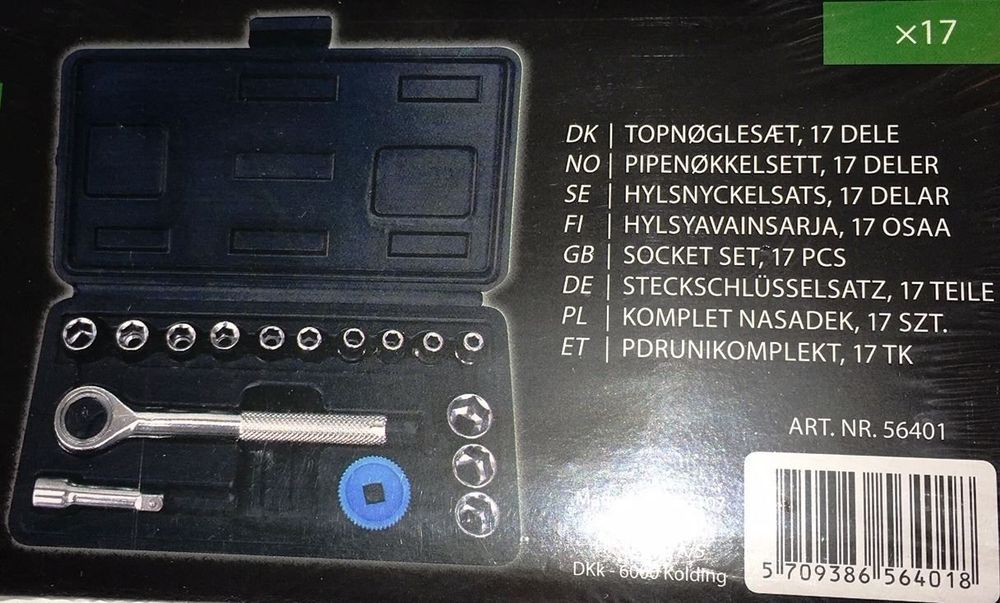 ×17
DK | TOPNØGLESÆT, 17 DELE
NO | PIPENØKKELSETT, 17 DELER
SE | HYLSNYCKELSATS, 17 DELAR
FI | HYLSYAVAINSARJA, 17 OSAA
GB | SOCKET SET, 17 PCS
DE | STECKSCHLÜSSELSATZ, 17 TEILE
PL | KOMPLET NASADEK, 17 SZT.
ET | PDRUNIKOMPLEKT, 17 TK
ART. NR. 56401
DKk - 6000 Kolding
5 709386 564018